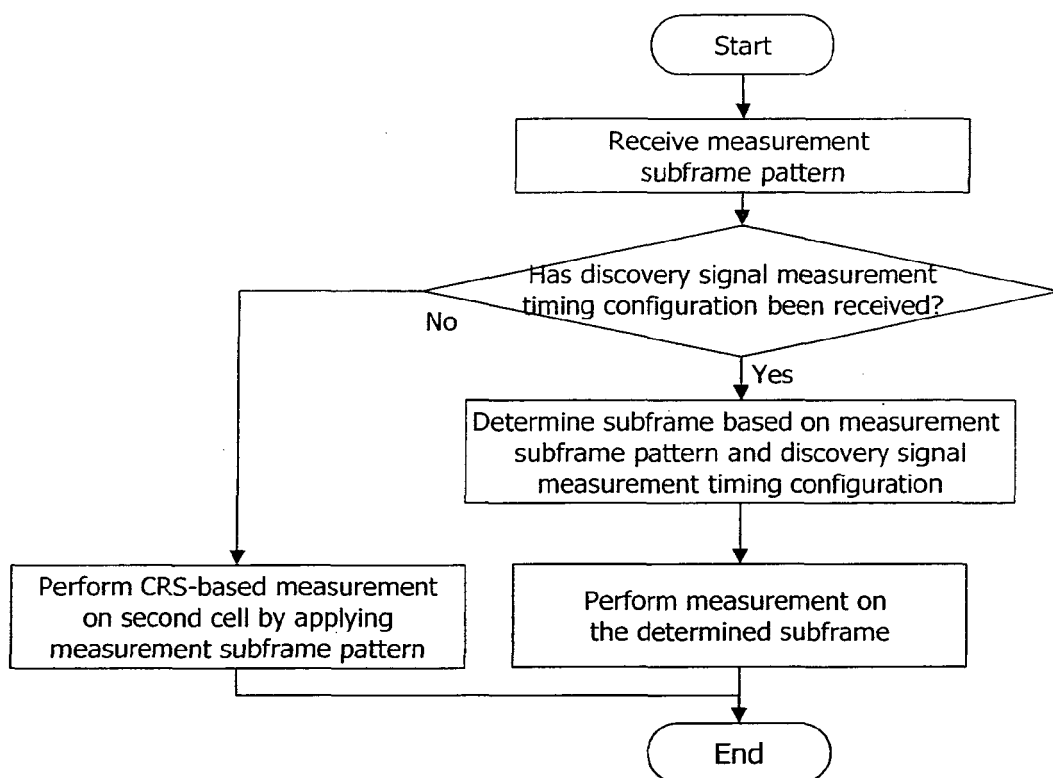 Start
Receive measurement
subframe pattern
Has discovery signal measurement
timing configuration been received?
No
Yes
Determine subframe based on measurement
subframe pattern and discovery signal
measurement timing configuration
Perform CRS-based measurement
on second cell by applying
measurement subframe pattern
Perform measurement on
the determined subframe
End